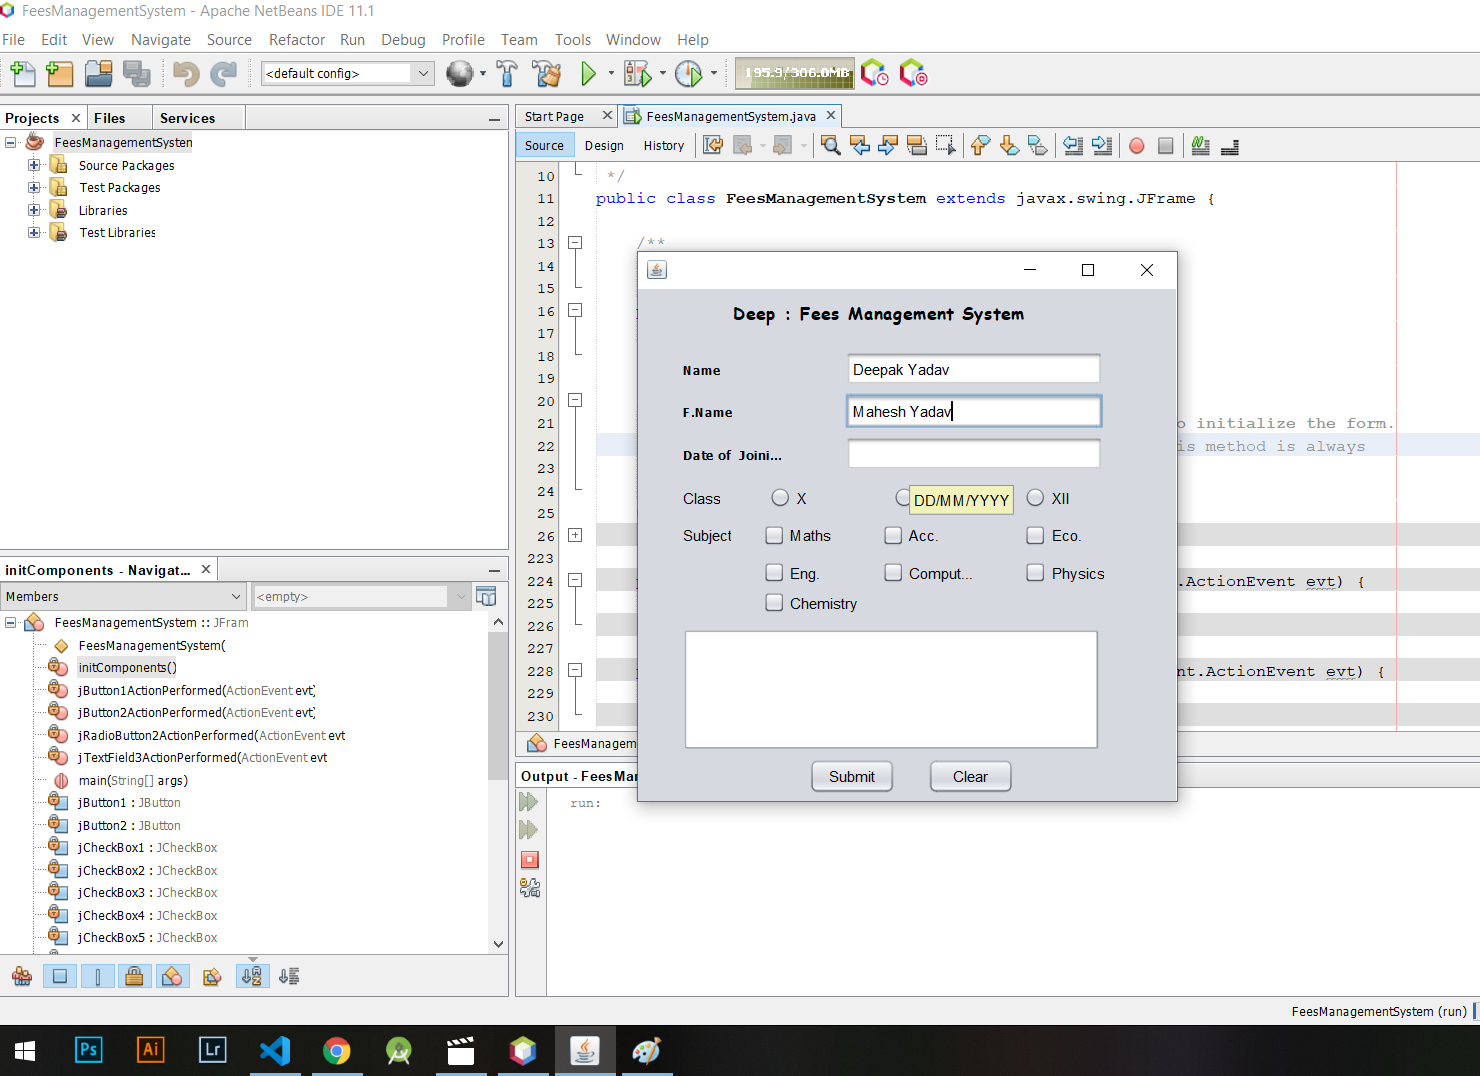 FeesManagementSystem - Apache NetBeans IDE 11.1
File Edit View Navigate Source Refactor Run Debug Profile Team Tools Window Help
<default config>
195.9/306.0MB
Projects Files Services
FeesManagementSysten
Source Packages
Test Packages
Libraries
Test Libraries
Start Page FeesManagementSystem.java
Source Design History
10 */
11 public class FeesManagementSystem extends javax.swing.JFrame {
12
13 /**
14
15
16
17
18
19
20
21 o initialize the form.
22 is method is always
23
24
25
26
223
224 .ActionEvent evt) {
225
226
227
228 nt.ActionEvent evt) {
229
230
FeesManagem
Deep : Fees Management System
Name Deepak Yadav
F.Name Mahesh Yadav
Date of Joini...
Class X DD/MM/YYYY XII
Subject Maths Acc. Eco.
Eng. Comput... Physics
Chemistry
Submit Clear
initComponents - Navigat...
Members <empty>
FeesManagementSystem :: JFram
FeesManagementSystem(
initComponents()
jButton1ActionPerformed(ActionEvent evt)
jButton2ActionPerformed(ActionEvent evt)
jRadioButton2ActionPerformed(ActionEvent evt
jTextField3ActionPerformed(ActionEvent evt
main(String[] args)
jButton1 : JButton
jButton2 : JButton
jCheckBox1 : JCheckBox
jCheckBox2 : JCheckBox
jCheckBox3 : JCheckBox
jCheckBox4 : JCheckBox
jCheckBox5 : JCheckBox
Output - FeesMar
run:
FeesManagementSystem (run)
Ps Ai Lr